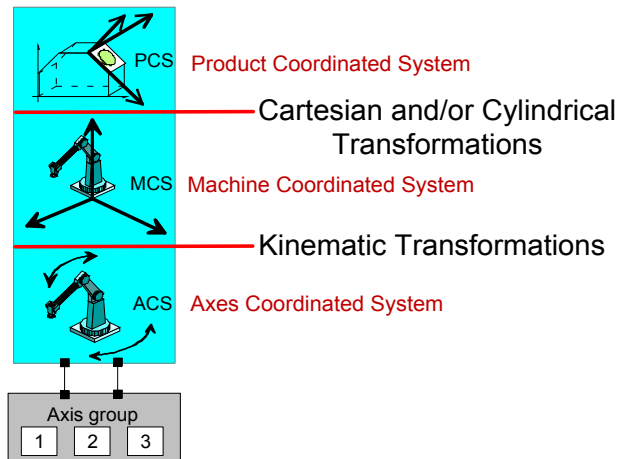 PCS Product Coordinated System
Cartesian and/or Cylindrical
Transformations
MCS Machine Coordinated System
Kinematic Transformations
ACS Axes Coordinated System
Axis group
1 2 3